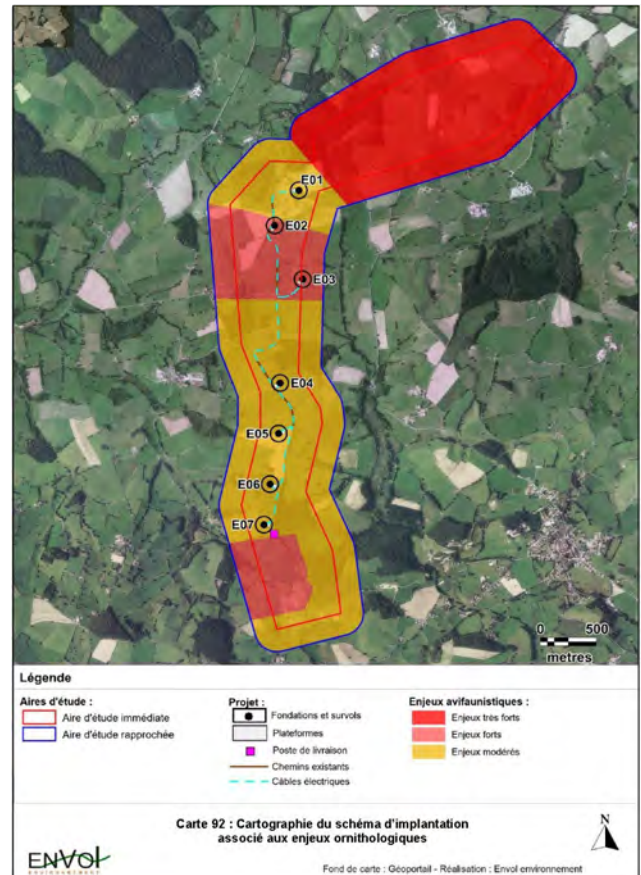 E01
E02
E03
E04
E05
E06
E07
0 500
metres
Légende
Aires d'étude :
Aire d'étude immédiate
Aire d'étude rapprochée
Projet :
Fondations et survols
Plateformes
Poste de livraison
Chemins existants
Câbles électriques
Enjeux avifaunistiques :
Enjeux très forts
Enjeux forts
Enjeux modérés
Carte 92 : Cartographie du schéma d'implantation
associé aux enjeux ornithologiques
N
ENVOL
ENVIRONNEMENT
Fond de carte : Géoportail - Réalisation : Envol environnement